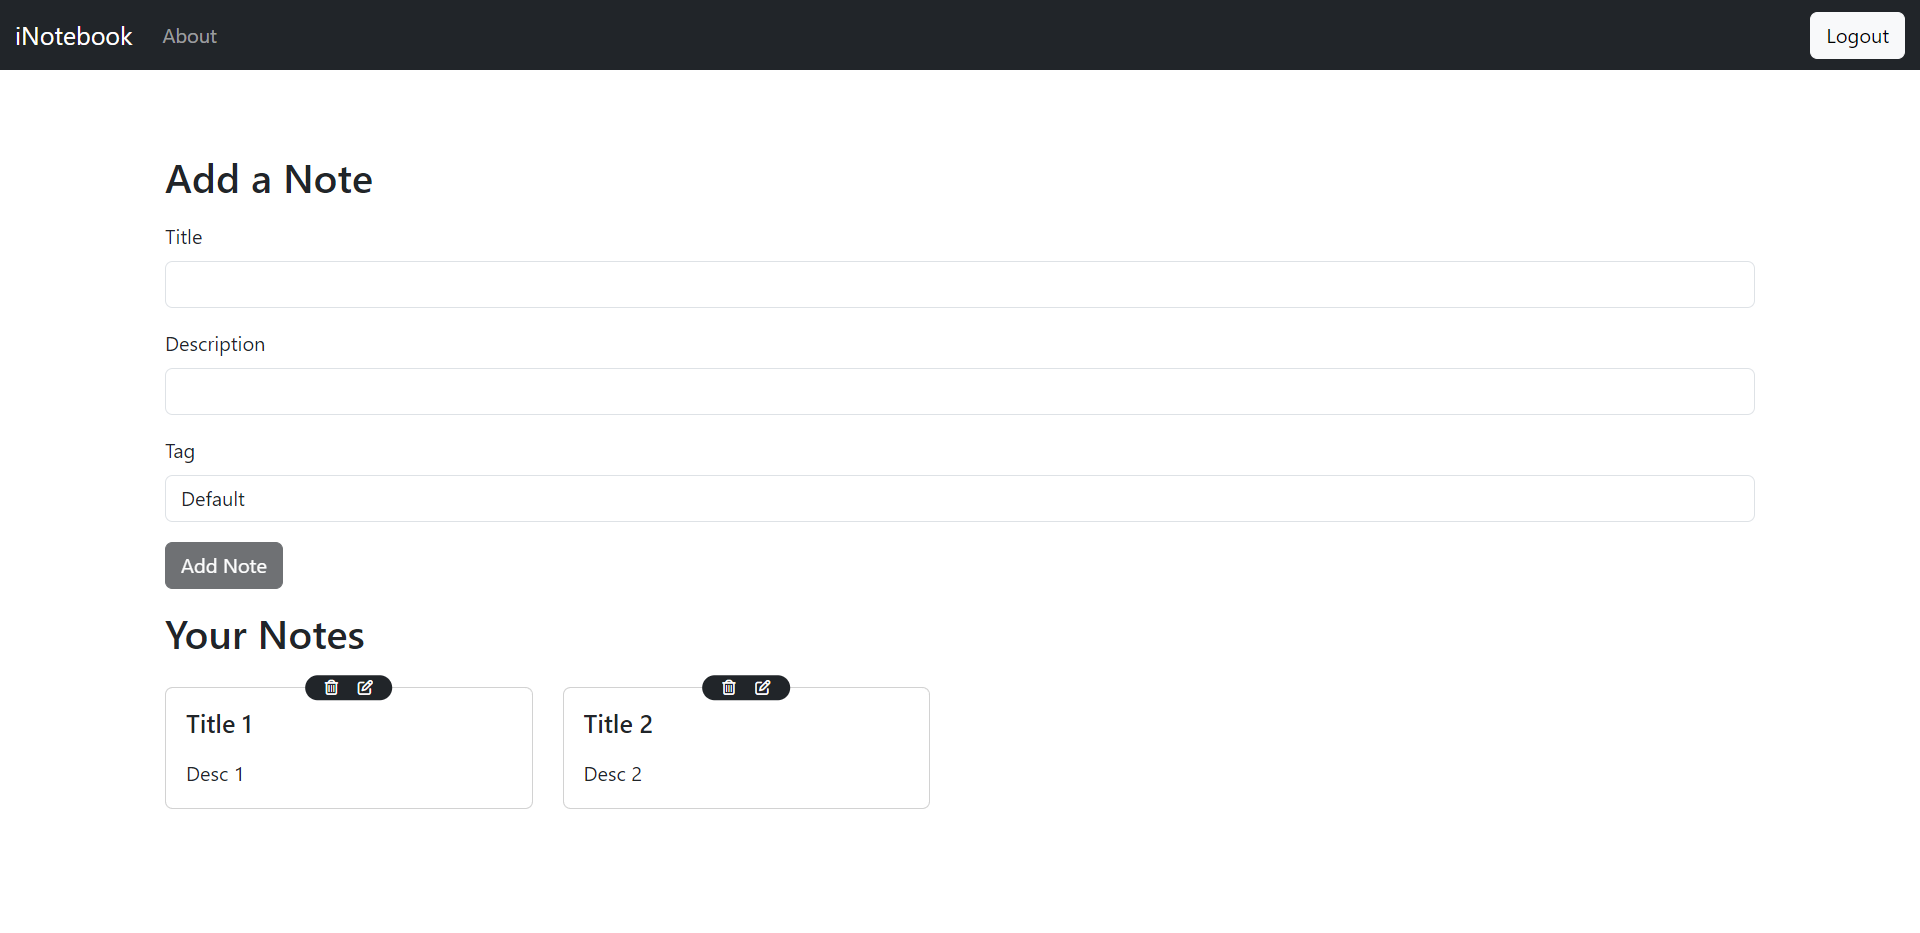 iNotebook About Logout
Add a Note
Title
Description
Tag
Default
Add Note
Your Notes
Title 1
Desc 1
Title 2
Desc 2